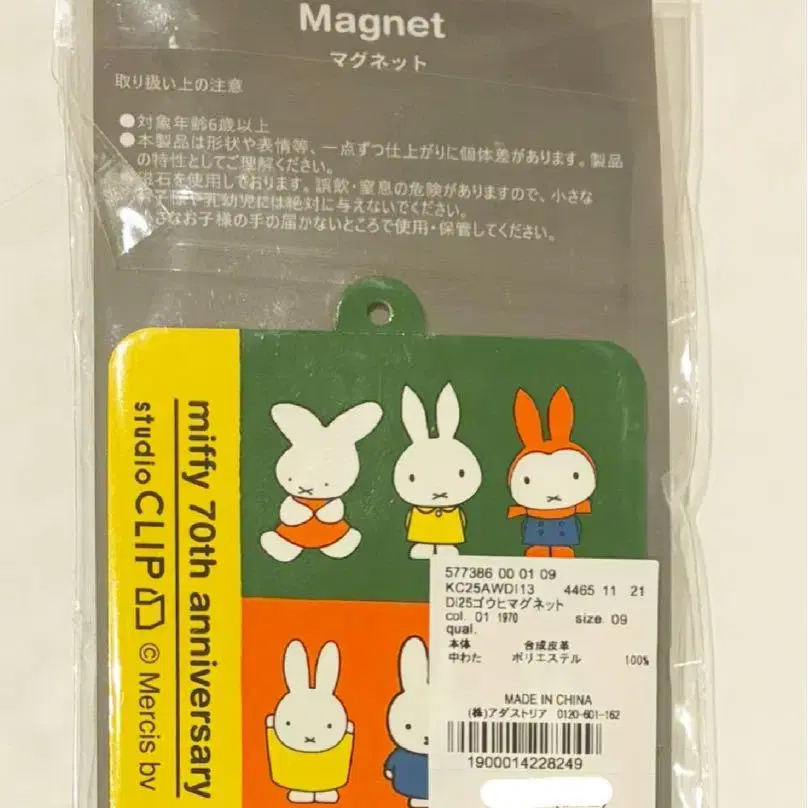 Magnet
マグネット
取り扱い上の注意
●対象年齢6歳以上
●本製品は形状や表情等、一点ずつ仕上がりに個体差があります。製品
の特性としてご理解ください。
磁石を使用しております。誤飲・窒息の危険がありますので、小さな
お子様や乳幼児には絶対に与えないでください。
小さなお子様の手の届かないところで使用・保管してください。
miffy 70th anniversary
studio CLIP © Mercis bv
577386 00 01 09
KC25AWDI13 4465 11 21
DI25ゴウヒマグネット
col. 01 1970 size. 09
qual.
本体 合成皮革
中わた ポリエステル 100%
MADE IN CHINA
(株)アダストリア 0120-601-162
1900014228249